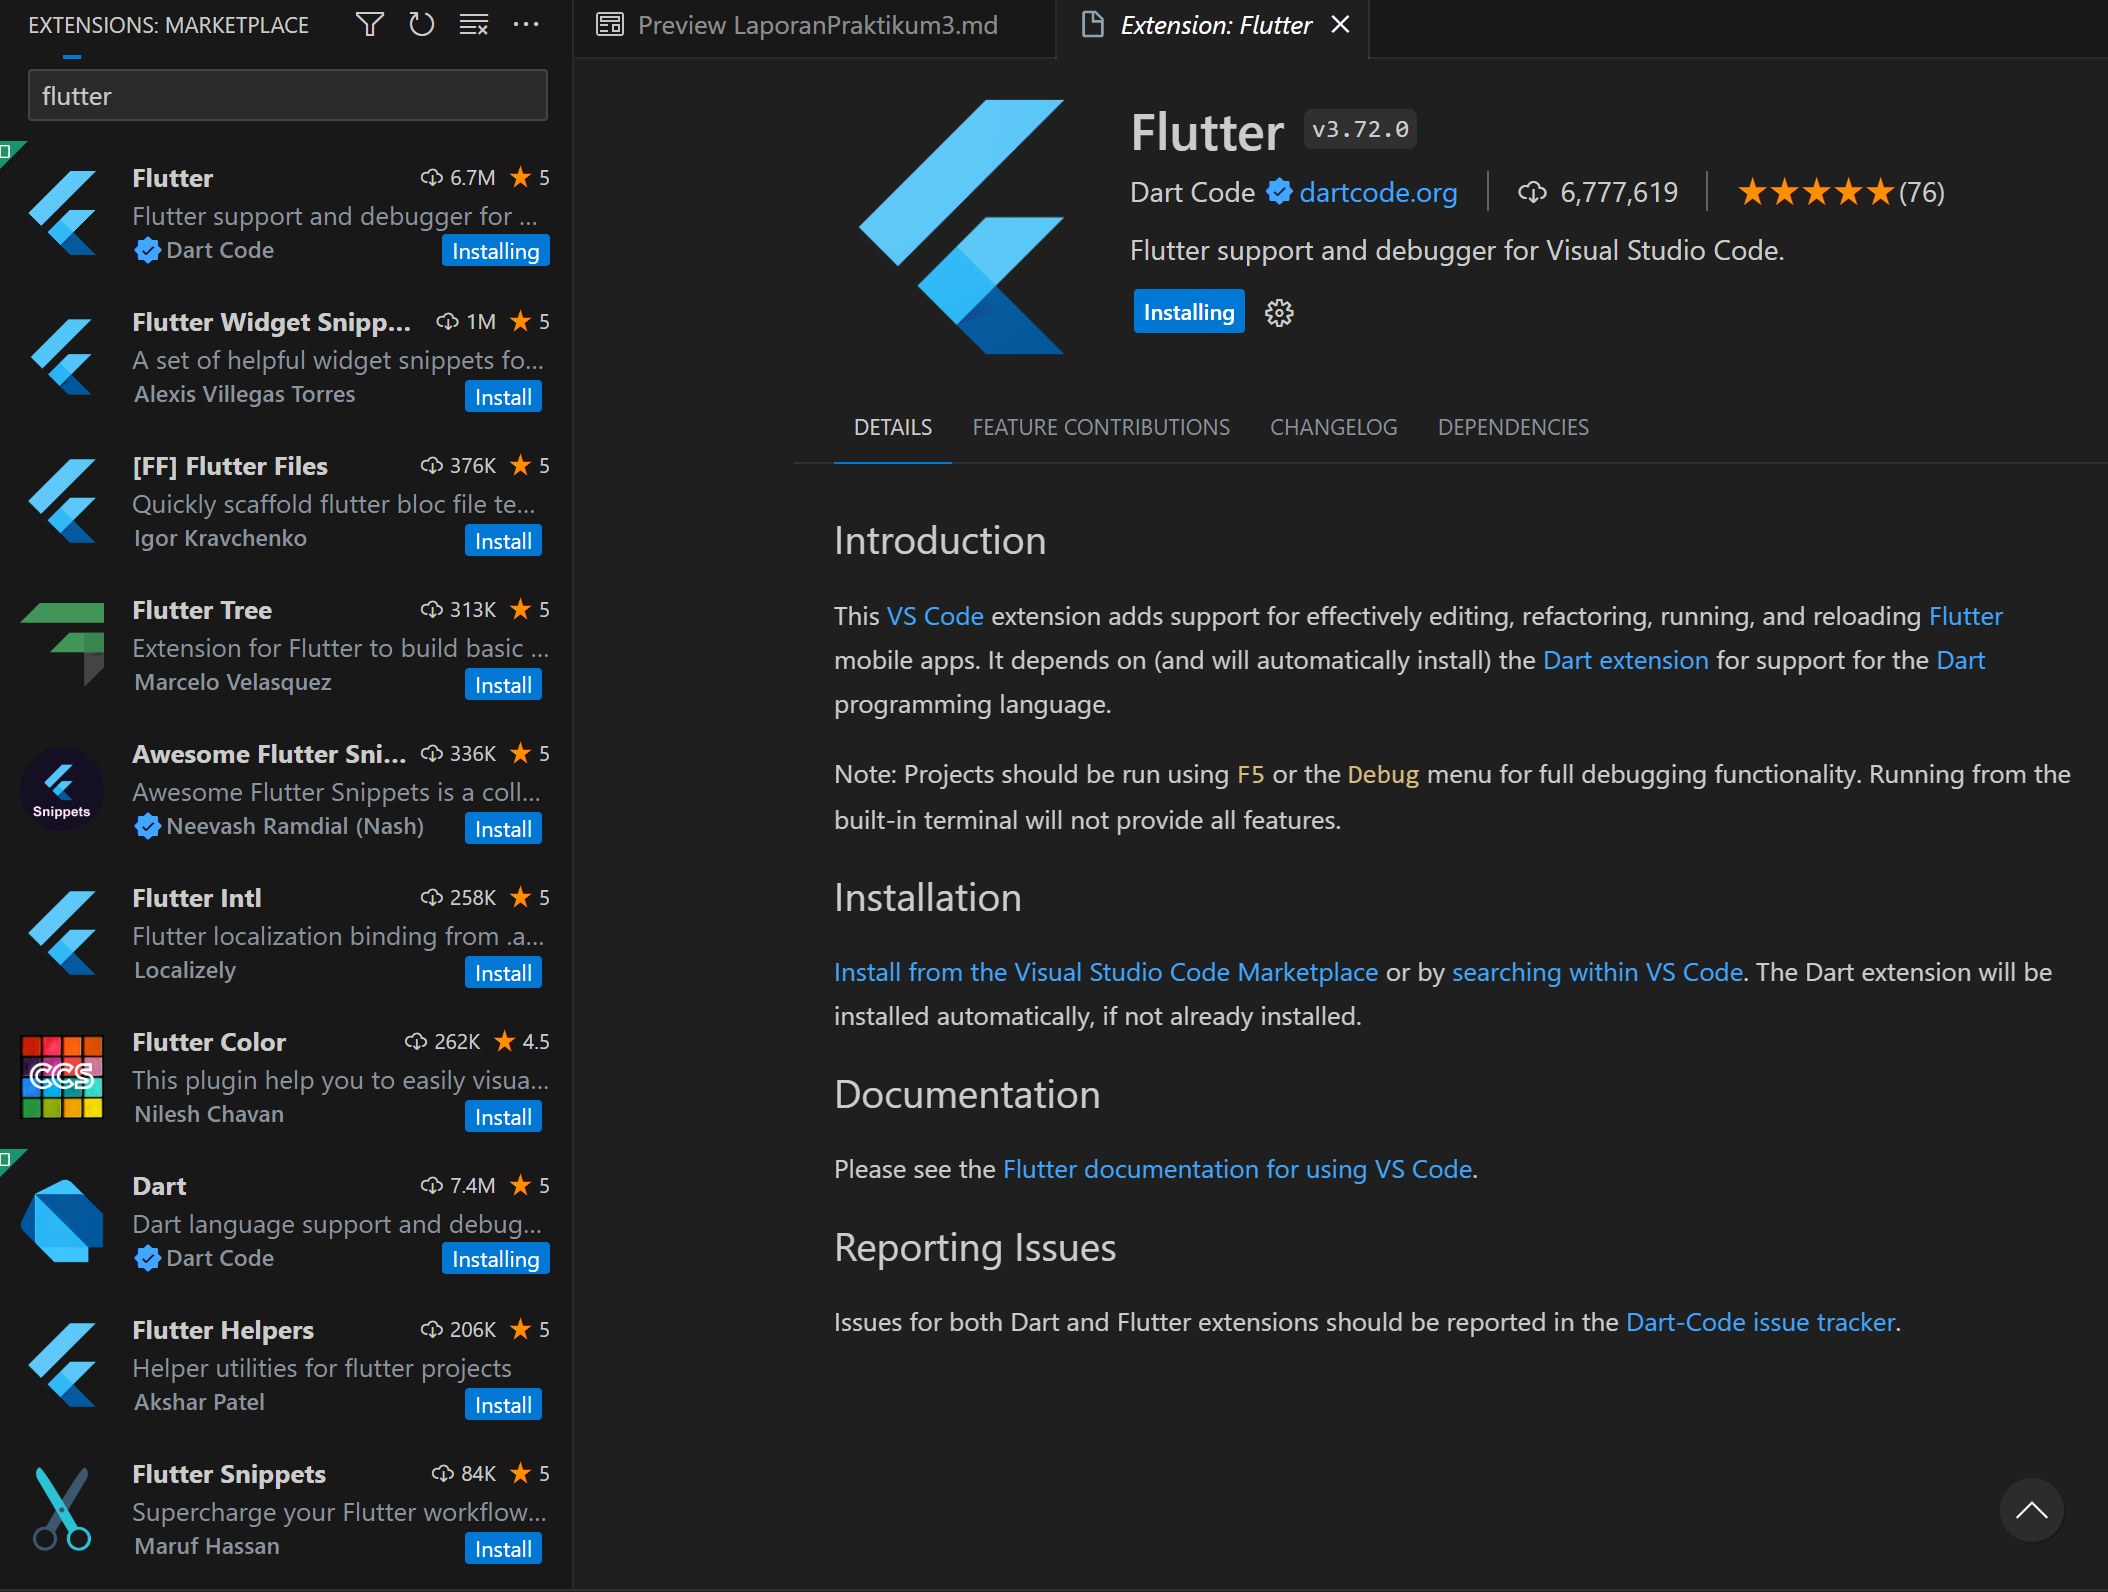 EXTENSIONS: MARKETPLACE
flutter
Flutter 6.7M 5
Flutter support and debugger for ...
Dart Code Installing
Flutter Widget Snipp... 1M 5
A set of helpful widget snippets fo...
Alexis Villegas Torres Install
[FF] Flutter Files 376K 5
Quickly scaffold flutter bloc file te...
Igor Kravchenko Install
Flutter Tree 313K 5
Extension for Flutter to build basic ...
Marcelo Velasquez Install
Snippets
Awesome Flutter Sni... 336K 5
Awesome Flutter Snippets is a coll...
Neevash Ramdial (Nash) Install
Flutter Intl 258K 5
Flutter localization binding from .a...
Localizely Install
CCS
Flutter Color 262K 4.5
This plugin help you to easily visua...
Nilesh Chavan Install
Dart 7.4M 5
Dart language support and debug...
Dart Code Installing
Flutter Helpers 206K 5
Helper utilities for flutter projects
Akshar Patel Install
Flutter Snippets 84K 5
Supercharge your Flutter workflow...
Maruf Hassan Install
Preview LaporanPraktikum3.md
Extension: Flutter
Flutter v3.72.0
Dart Code dartcode.org 6,777,619 (76)
Flutter support and debugger for Visual Studio Code.
Installing
DETAILS FEATURE CONTRIBUTIONS CHANGELOG DEPENDENCIES
Introduction
This VS Code extension adds support for effectively editing, refactoring, running, and reloading Flutter
mobile apps. It depends on (and will automatically install) the Dart extension for support for the Dart
programming language.
Note: Projects should be run using F5 or the Debug menu for full debugging functionality. Running from the
built-in terminal will not provide all features.
Installation
Install from the Visual Studio Code Marketplace or by searching within VS Code. The Dart extension will be
installed automatically, if not already installed.
Documentation
Please see the Flutter documentation for using VS Code.
Reporting Issues
Issues for both Dart and Flutter extensions should be reported in the Dart-Code issue tracker.